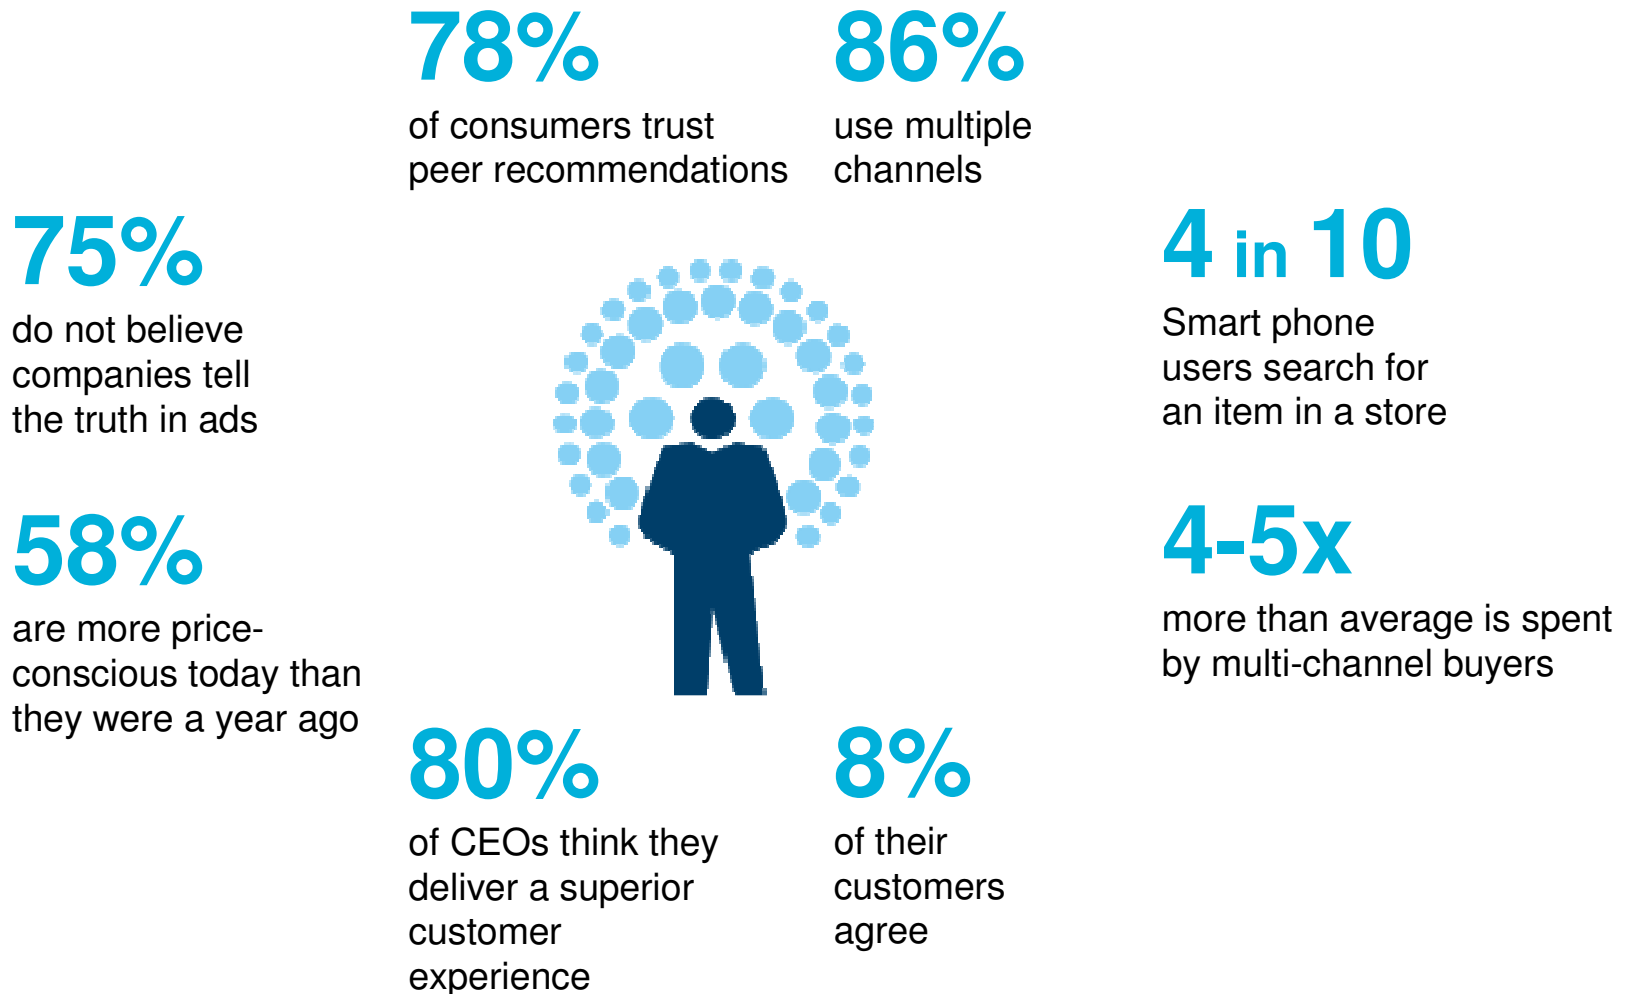 78%
of consumers trust
peer recommendations
86%
use multiple
channels
75%
do not believe
companies tell
the truth in ads
4 in 10
Smart phone
users search for
an item in a store
58%
are more price-
conscious today than
they were a year ago
4-5x
more than average is spent
by multi-channel buyers
80%
of CEOs think they
deliver a superior
customer
experience
8%
of their
customers
agree